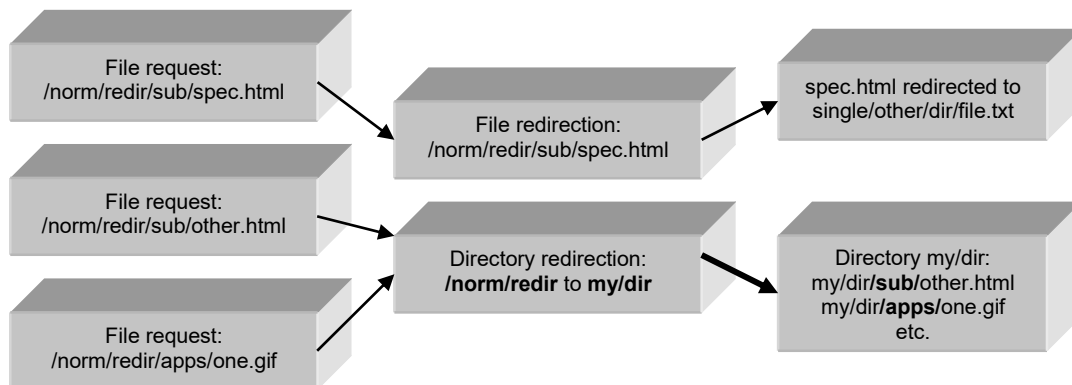 File request:
/norm/redir/sub/spec.html
File redirection:
/norm/redir/sub/spec.html
spec.html redirected to
single/other/dir/file.txt
File request:
/norm/redir/sub/other.html
File request:
/norm/redir/apps/one.gif
Directory redirection:
/norm/redir to my/dir
Directory my/dir:
my/dir/sub/other.html
my/dir/apps/one.gif
etc.